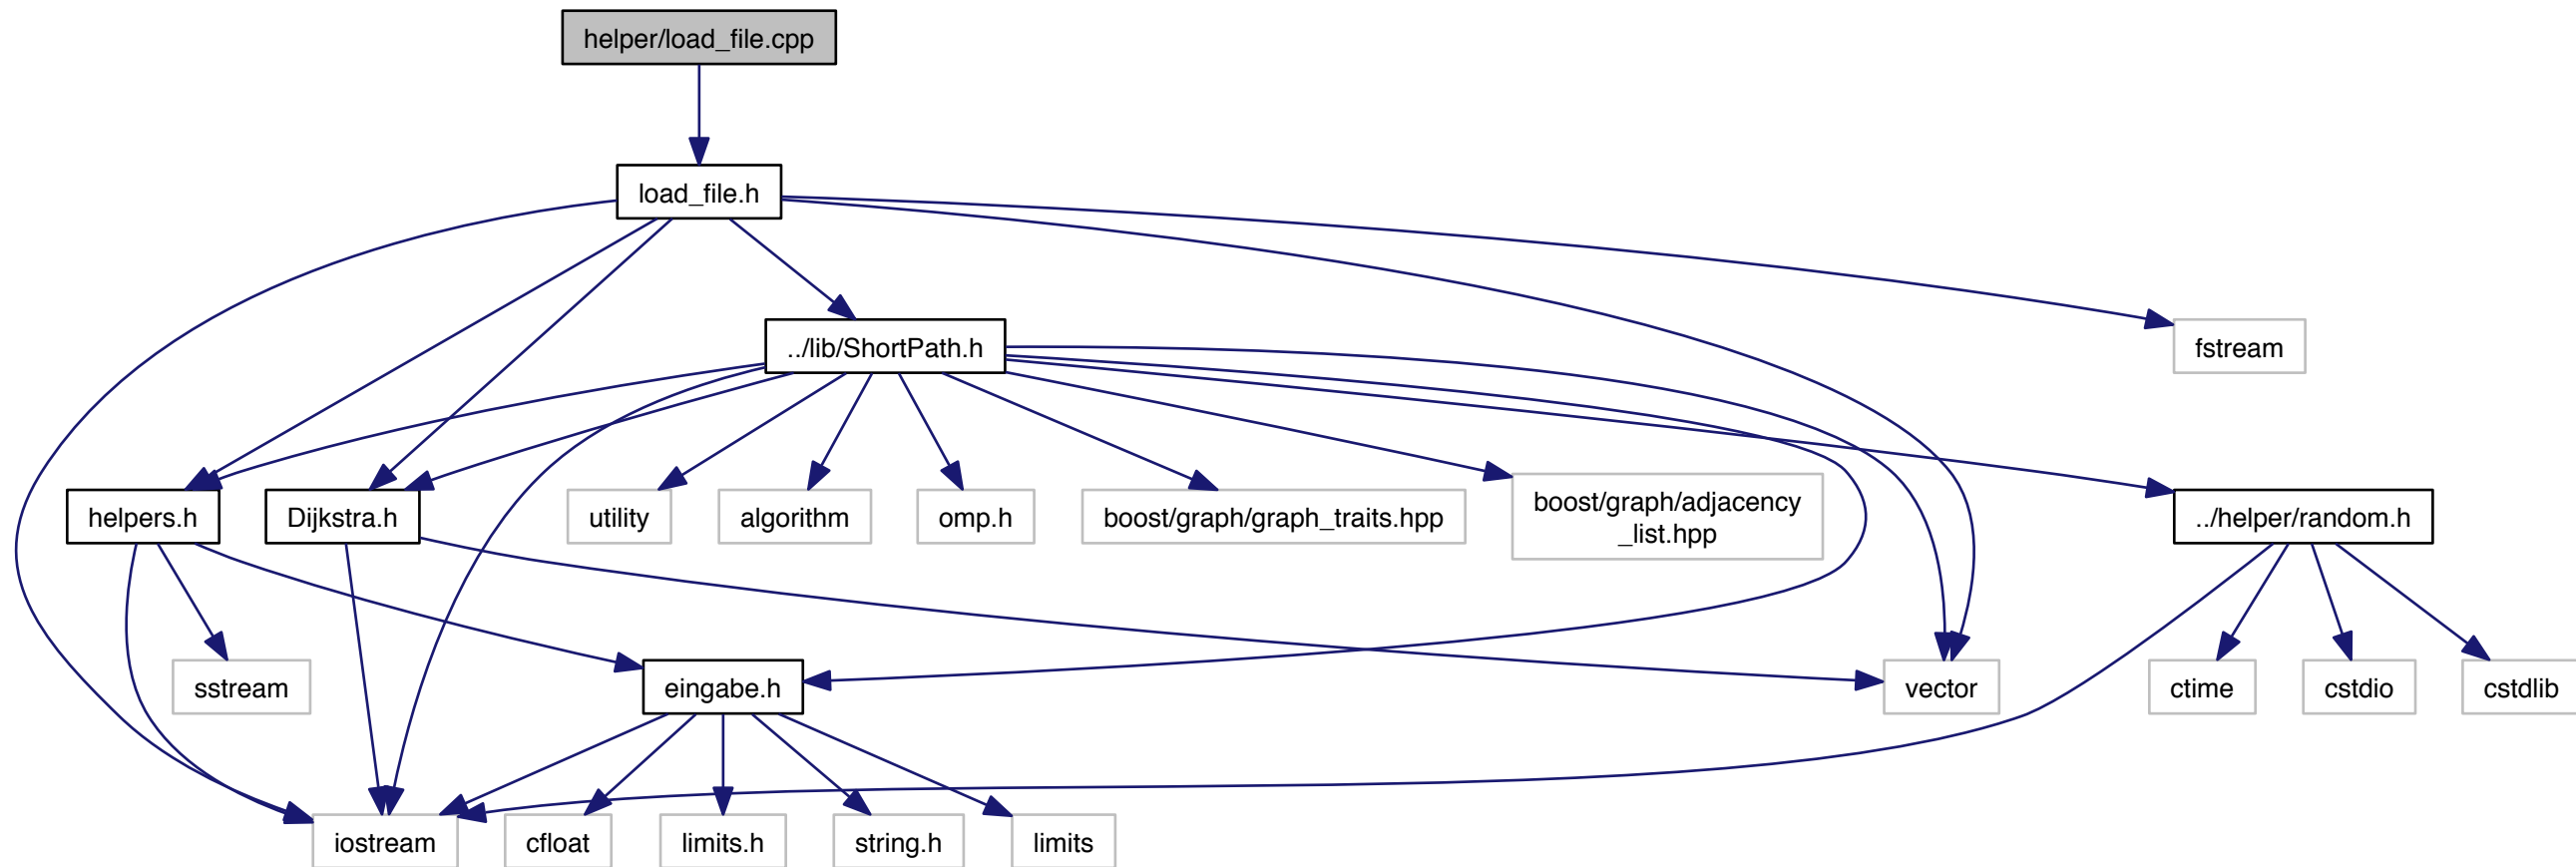 helper/load_file.cpp
load_file.h
../lib/ShortPath.h
fstream
helpers.h
Dijkstra.h
utility
algorithm
omp.h
boost/graph/graph_traits.hpp
boost/graph/adjacency
_list.hpp
../helper/random.h
sstream
eingabe.h
vector
ctime
cstdio
cstdlib
iostream
cfloat
limits.h
string.h
limits